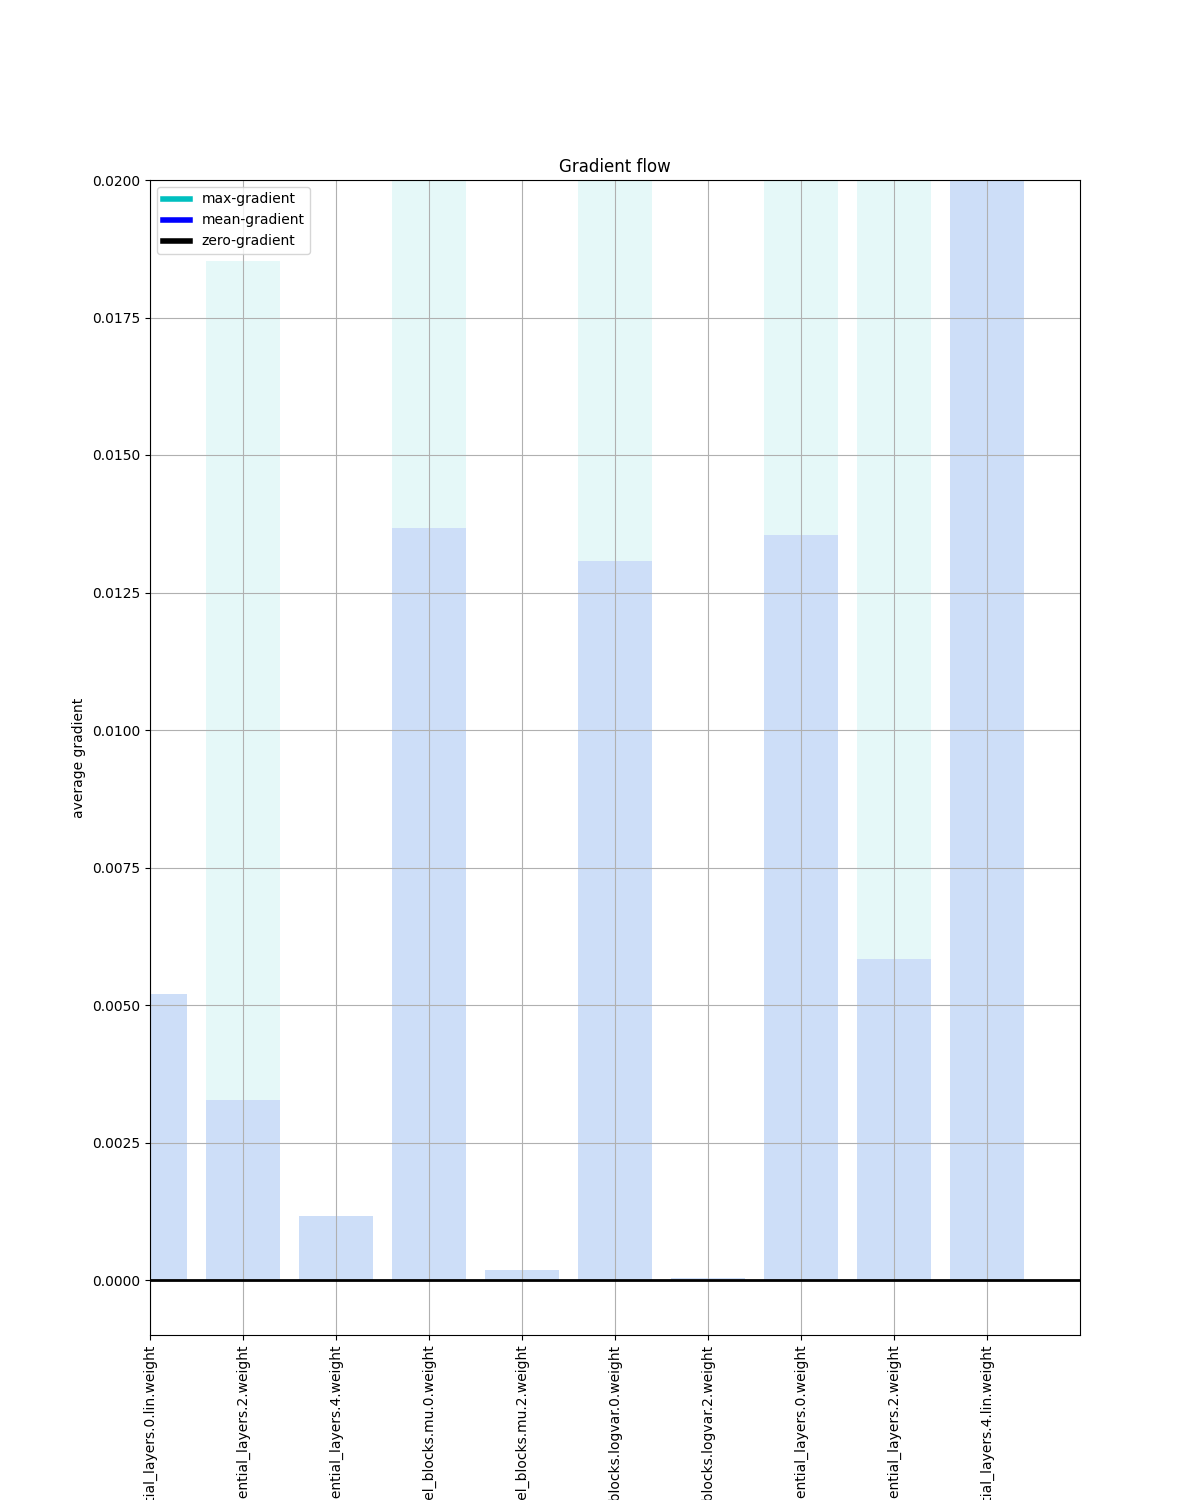 Gradient flow
max-gradient
mean-gradient
zero-gradient
0.0200
0.0175
0.0150
0.0125
0.0100
0.0075
0.0050
0.0025
0.0000
average gradient
tial_layers.0.lin.weight
ential_layers.2.weight
ential_layers.4.weight
el_blocks.mu.0.weight
el_blocks.mu.2.weight
blocks.logvar.0.weight
blocks.logvar.2.weight
ential_layers.0.weight
ential_layers.2.weight
tial_layers.4.lin.weight